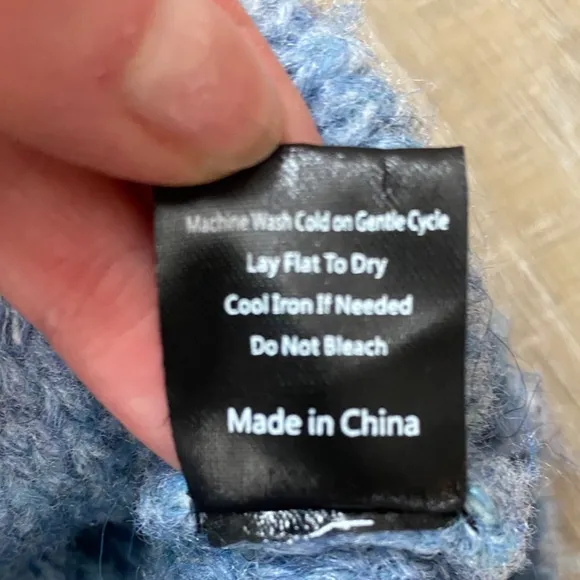 Machine Wash Cold on Gentle Cycle
Lay Flat To Dry
Cool Iron If Needed
Do Not Bleach
Made in China